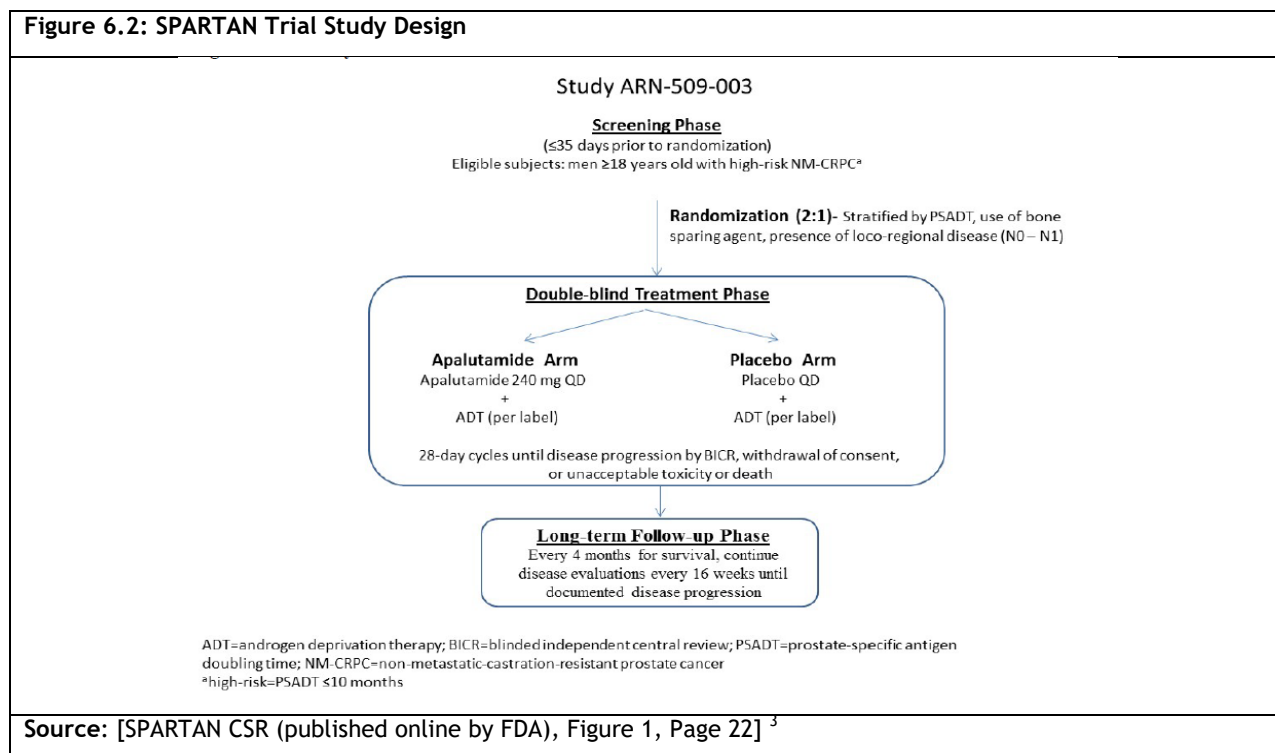 Figure 6.2: SPARTAN Trial Study Design
Study ARN-509-003
Screening Phase
(≤35 days prior to randomization)
Eligible subjects: men ≥18 years old with high-risk NM-CRPCᵃ
Randomization (2:1)- Stratified by PSADT, use of bone
sparing agent, presence of loco-regional disease (N0 – N1)
Double-blind Treatment Phase
Apalutamide Arm
Apalutamide 240 mg QD
+
ADT (per label)
Placebo Arm
Placebo QD
+
ADT (per label)
28-day cycles until disease progression by BICR, withdrawal of consent,
or unacceptable toxicity or death
Long-term Follow-up Phase
Every 4 months for survival, continue
disease evaluations every 16 weeks until
documented disease progression
ADT=androgen deprivation therapy; BICR=blinded independent central review; PSADT=prostate-specific antigen
doubling time; NM-CRPC=non-metastatic-castration-resistant prostate cancer
ᵃhigh-risk=PSADT ≤10 months
Source: [SPARTAN CSR (published online by FDA), Figure 1, Page 22] ³